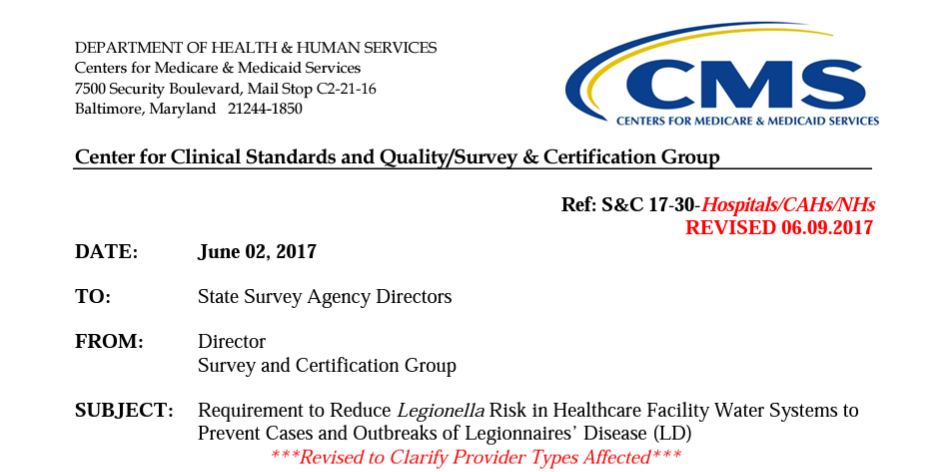 DEPARTMENT OF HEALTH & HUMAN SERVICES
Centers for Medicare & Medicaid Services
7500 Security Boulevard, Mail Stop C2-21-16
Baltimore, Maryland 21244-1850
CMS
CENTERS FOR MEDICARE & MEDICAID SERVICES
Center for Clinical Standards and Quality/Survey & Certification Group
Ref: S&C 17-30-Hospitals/CAHs/NHs
REVISED 06.09.2017
DATE: June 02, 2017
TO: State Survey Agency Directors
FROM: Director
Survey and Certification Group
SUBJECT: Requirement to Reduce Legionella Risk in Healthcare Facility Water Systems to
Prevent Cases and Outbreaks of Legionnaires’ Disease (LD)
***Revised to Clarify Provider Types Affected***